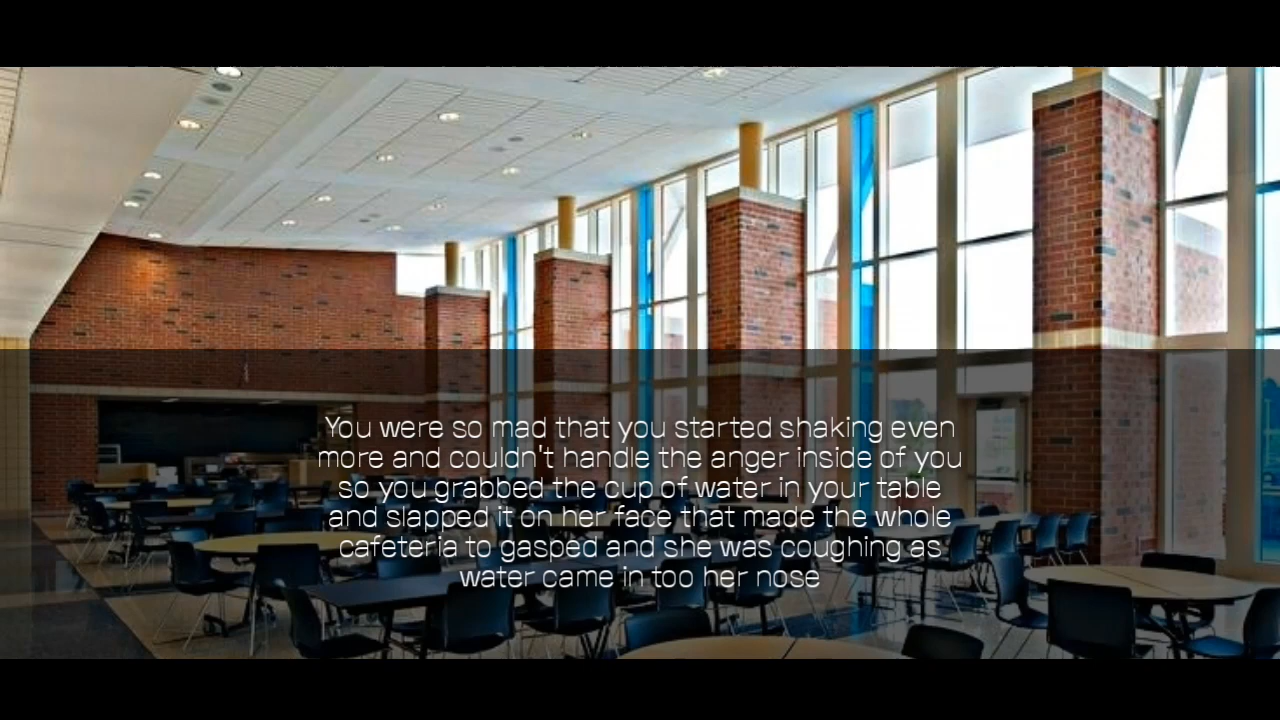 You were so mad that you started shaking even
more and couldn't handle the anger inside of you
so you grabbed the cup of water in your table
and slapped it on her face that made the whole
cafeteria to gasped and she was coughing as
water came in too her nose